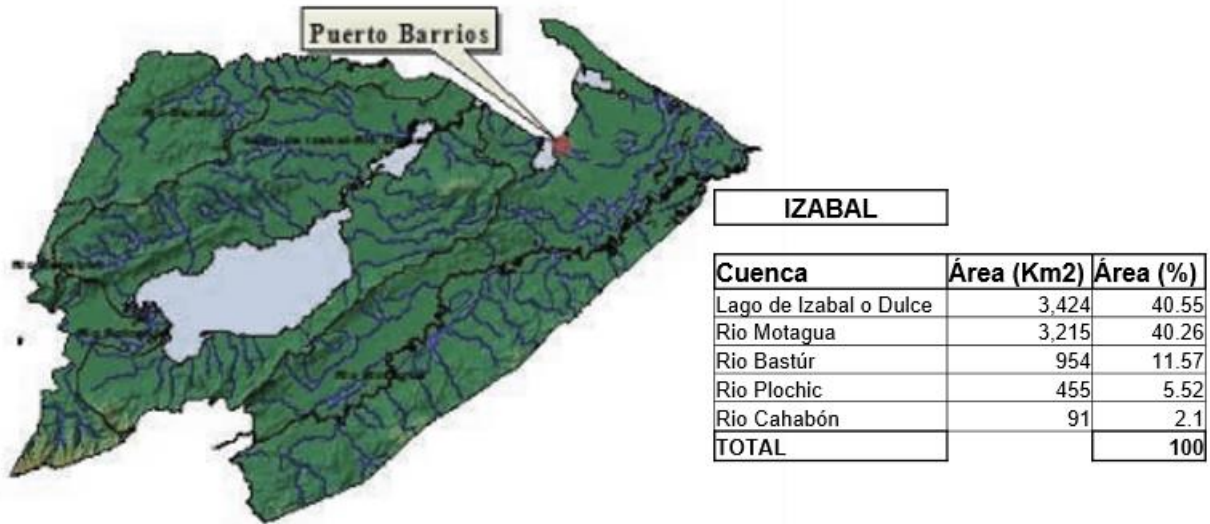 Puerto Barrios
IZABAL
Cuenca Área (Km2) Área (%)
Lago de Izabal o Dulce 3,424 40.55
Rio Motagua 3,215 40.26
Rio Bastúr 954 11.57
Rio Plochic 455 5.52
Rio Cahabón 91 2.1
TOTAL 100